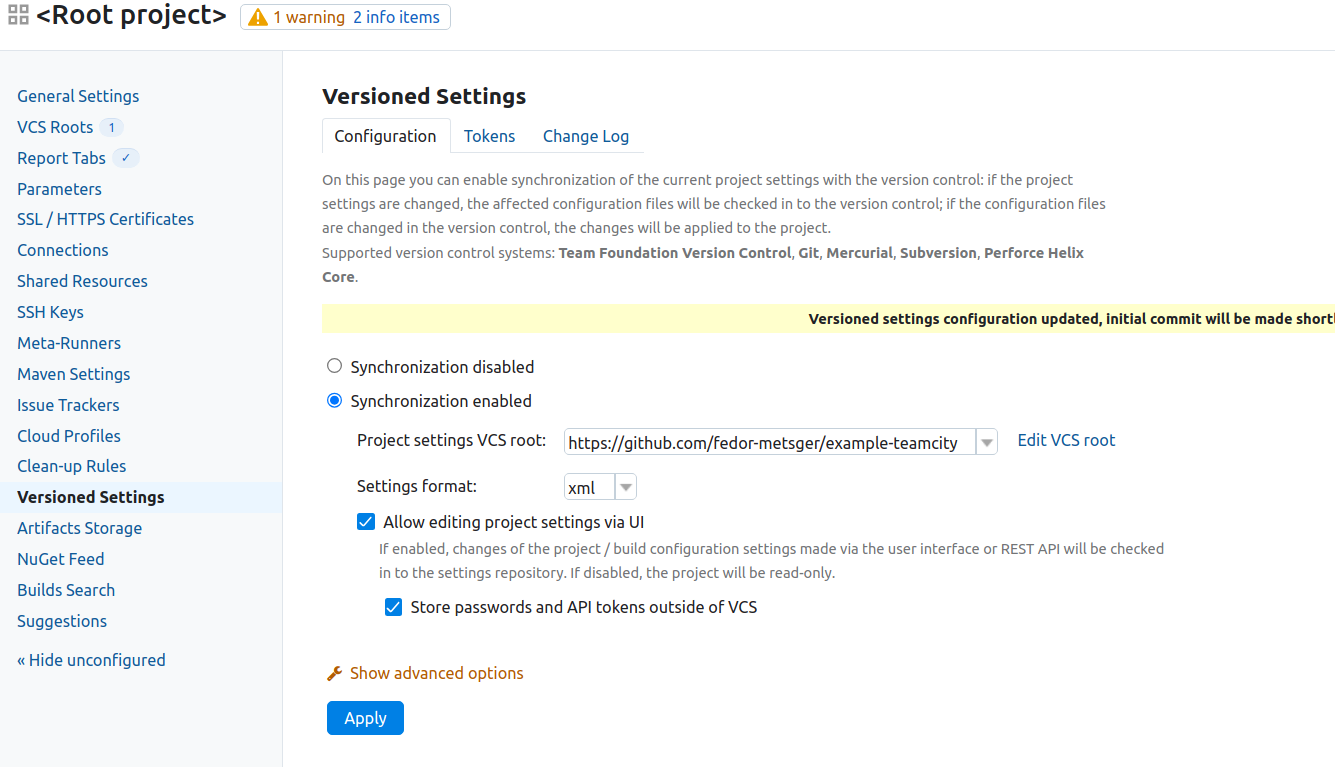 <Root project>
1 warning 2 info items
General Settings
VCS Roots 1
Report Tabs ✓
Parameters
SSL / HTTPS Certificates
Connections
Shared Resources
SSH Keys
Meta-Runners
Maven Settings
Issue Trackers
Cloud Profiles
Clean-up Rules
Versioned Settings
Artifacts Storage
NuGet Feed
Builds Search
Suggestions
« Hide unconfigured
Versioned Settings
Configuration Tokens Change Log
On this page you can enable synchronization of the current project settings with the version control: if the project
settings are changed, the affected configuration files will be checked in to the version control; if the configuration files
are changed in the version control, the changes will be applied to the project.
Supported version control systems: Team Foundation Version Control, Git, Mercurial, Subversion, Perforce Helix
Core.
Versioned settings configuration updated, initial commit will be made
Synchronization disabled
Synchronization enabled
Project settings VCS root: https://github.com/fedor-metsger/example-teamcity Edit VCS root
Settings format: xml
Allow editing project settings via UI
If enabled, changes of the project / build configuration settings made via the user interface or REST API will be checked
in to the settings repository. If disabled, the project will be read-only.
Store passwords and API tokens outside of VCS
Show advanced options
Apply